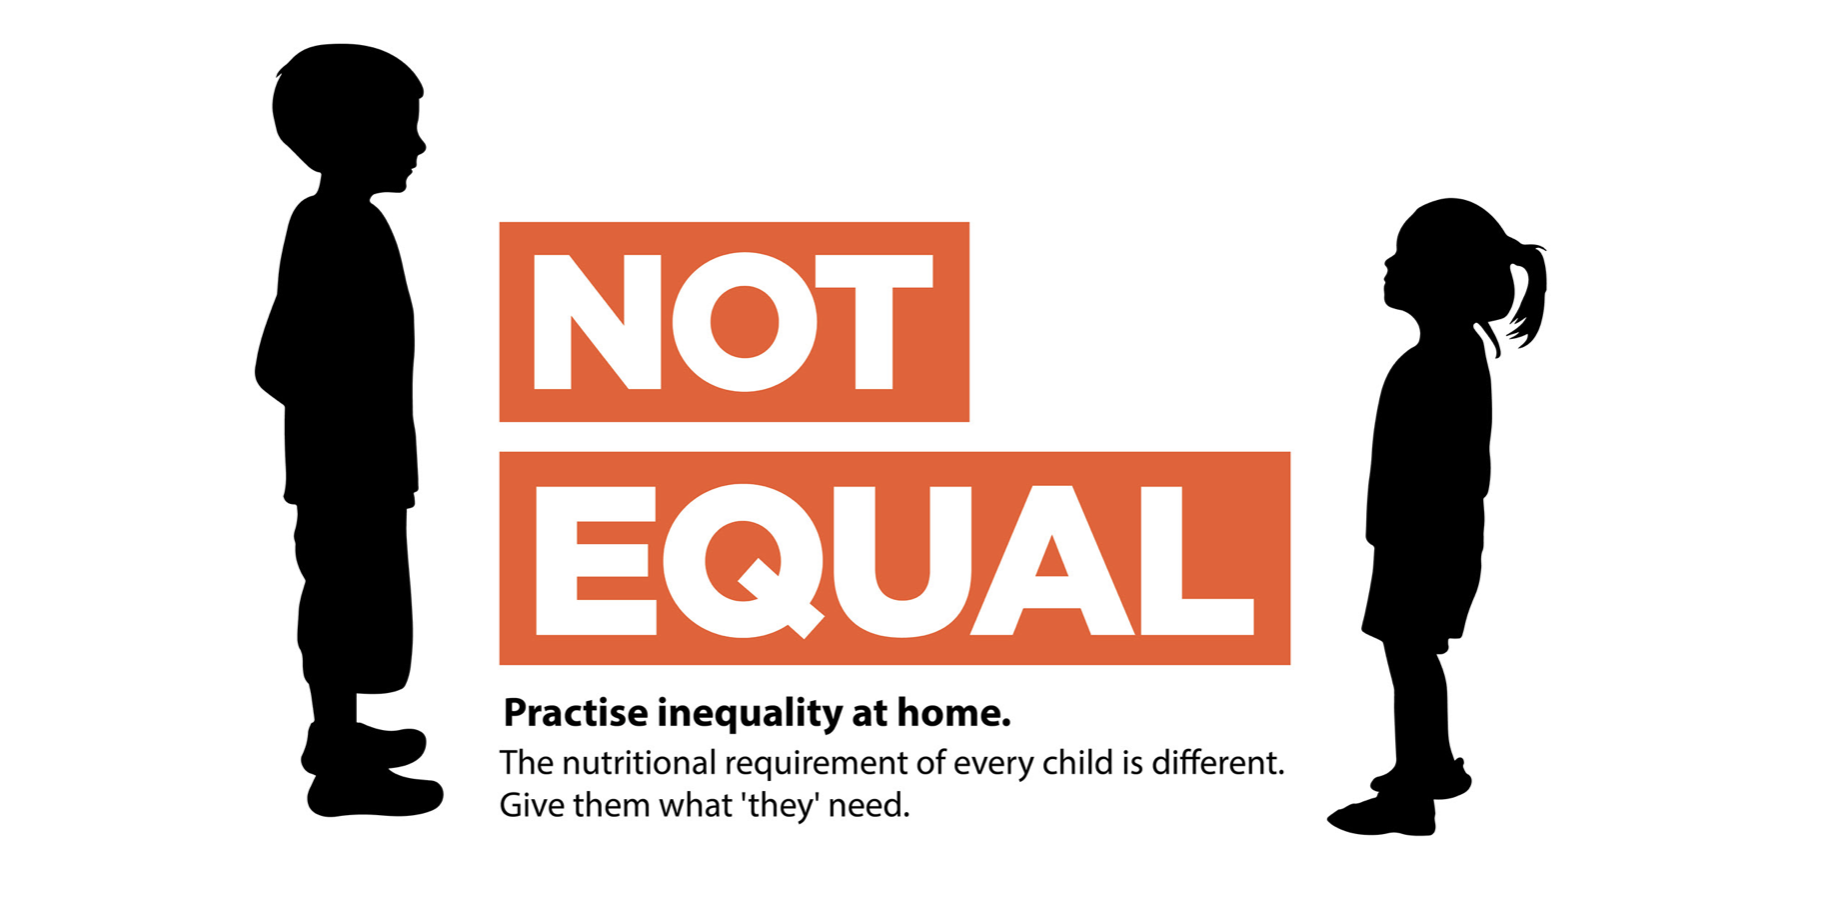 NOT
EQUAL
Practise inequality at home.
The nutritional requirement of every child is different.
Give them what 'they' need.